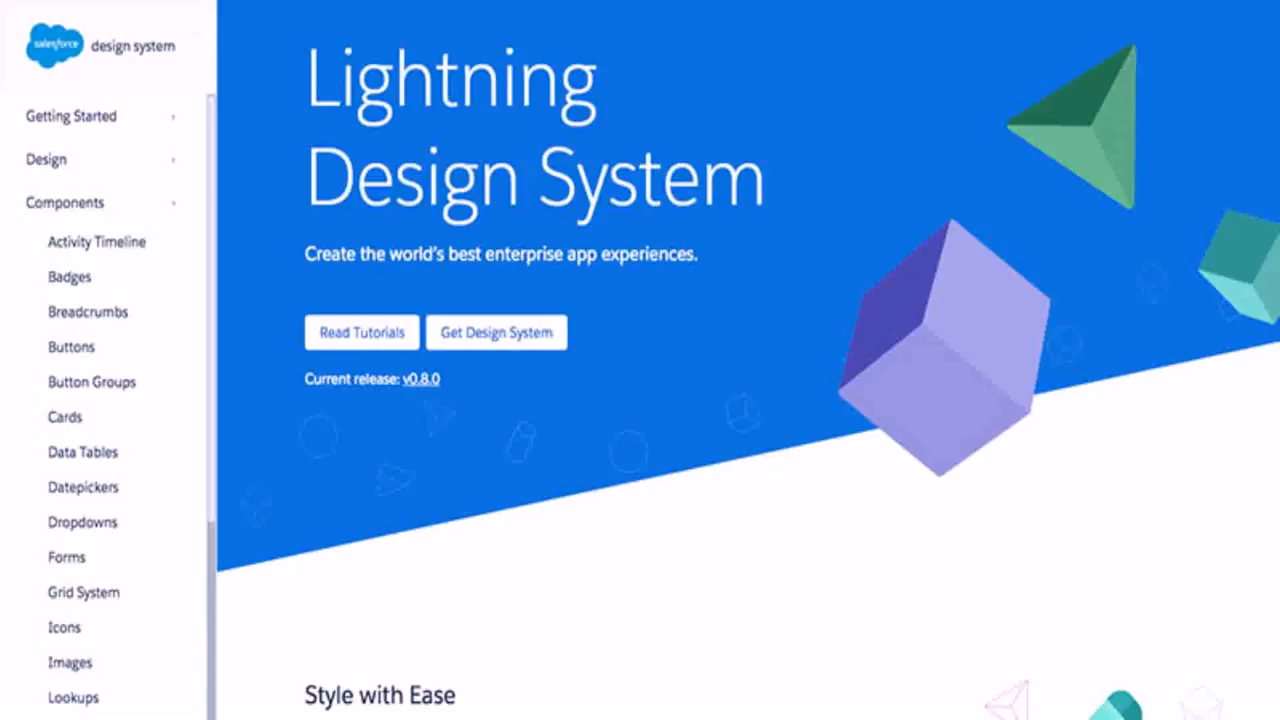 salesforce
design system
Getting Started
Design
Components
Activity Timeline
Badges
Breadcrumbs
Buttons
Button Groups
Cards
Data Tables
Datepickers
Dropdowns
Forms
Grid System
Icons
Images
Lookups
Lightning
Design System
Create the world's best enterprise app experiences.
Read Tutorials
Get Design System
Current release: v0.8.0
Style with Ease